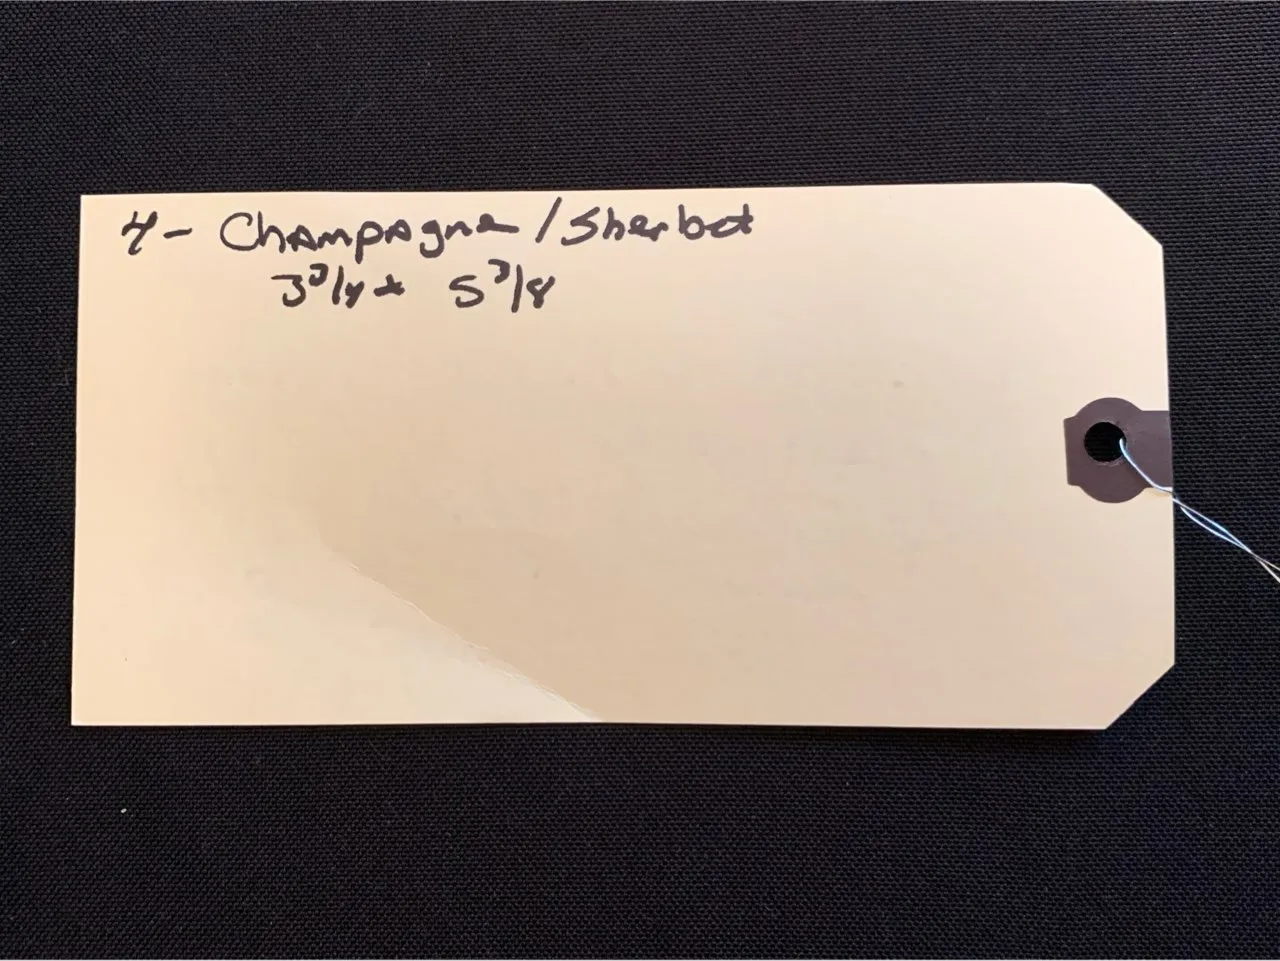 4- Champagne/Sherbet
3 3/4 x 5 3/8